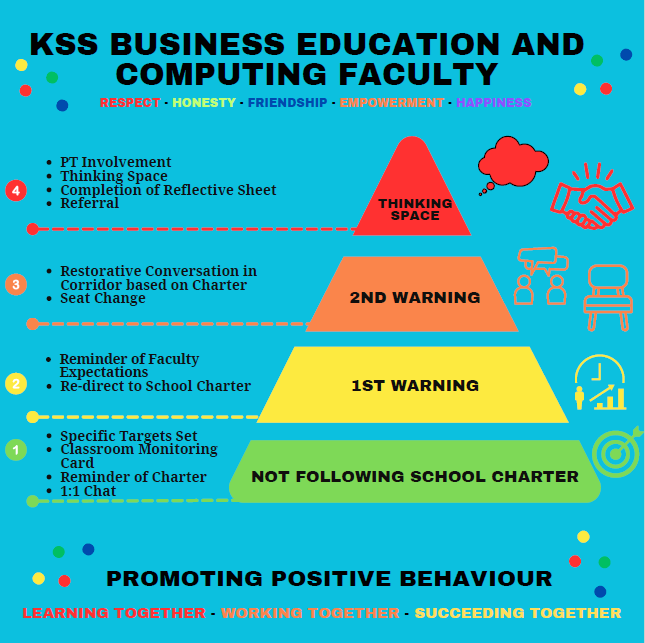 KSS BUSINESS EDUCATION AND
COMPUTING FACULTY
RESPECT - HONESTY - FRIENDSHIP - EMPOWERMENT - HAPPINESS
4
• PT Involvement
• Thinking Space
• Completion of Reflective Sheet
• Referral
THINKING
SPACE
3
• Restorative Conversation in
Corridor based on Charter
• Seat Change
2ND WARNING
2
• Reminder of Faculty
Expectations
• Re-direct to School Charter
1ST WARNING
1
• Specific Targets Set
• Classroom Monitoring
Card
• Reminder of Charter
• 1:1 Chat
NOT FOLLOWING SCHOOL CHARTER
PROMOTING POSITIVE BEHAVIOUR
LEARNING TOGETHER - WORKING TOGETHER - SUCCEEDING TOGETHER